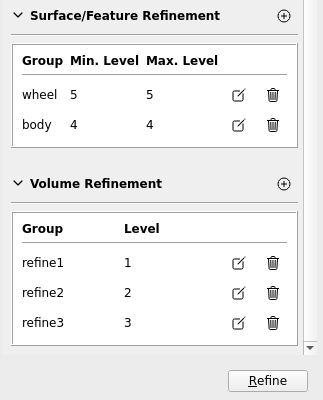 Surface/Feature Refinement
Group Min. Level Max. Level
wheel 5 5
body 4 4
Volume Refinement
Group Level
refine1 1
refine2 2
refine3 3
Refine